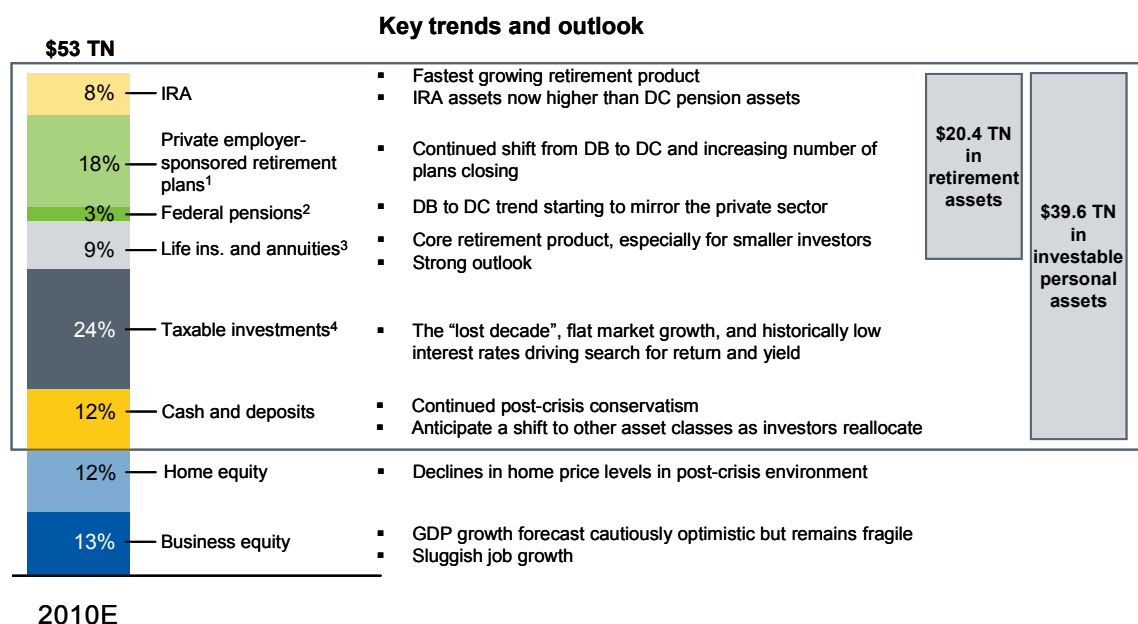 Key trends and outlook
$53 TN
8%
IRA
▪ Fastest growing retirement product
▪ IRA assets now higher than DC pension assets
18%
Private employer-
sponsored retirement
plans¹
▪ Continued shift from DB to DC and increasing number of
plans closing
3%
Federal pensions²
▪ DB to DC trend starting to mirror the private sector
9%
Life ins. and annuities³
▪ Core retirement product, especially for smaller investors
▪ Strong outlook
24%
Taxable investments⁴
▪ The “lost decade”, flat market growth, and historically low
interest rates driving search for return and yield
12%
Cash and deposits
▪ Continued post-crisis conservatism
▪ Anticipate a shift to other asset classes as investors reallocate
12%
Home equity
▪ Declines in home price levels in post-crisis environment
13%
Business equity
▪ GDP growth forecast cautiously optimistic but remains fragile
▪ Sluggish job growth
$20.4 TN
in
retirement
assets
$39.6 TN
in
investable
personal
assets
2010E